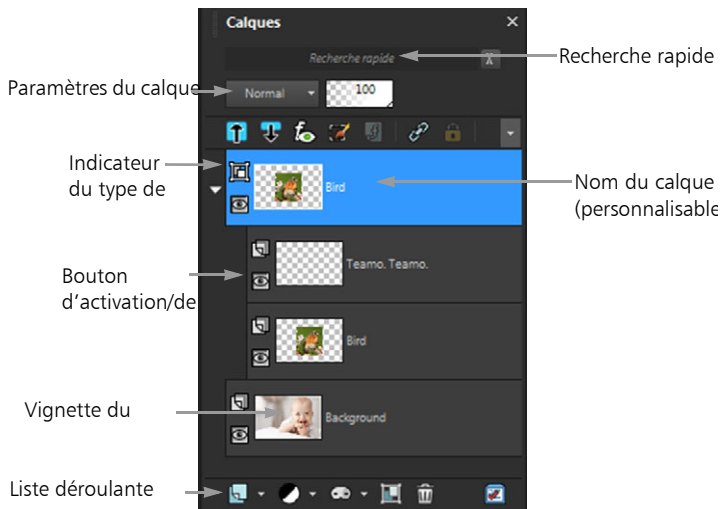 Calques
Recherche rapide
Recherche rapide
Paramètres du calque
Normal
100
Indicateur
du type de
Bird
Nom du calque
(personnalisable
Teamo. Teamo.
Bouton
d’activation/de
Bird
Vignette du
Background
Liste déroulante